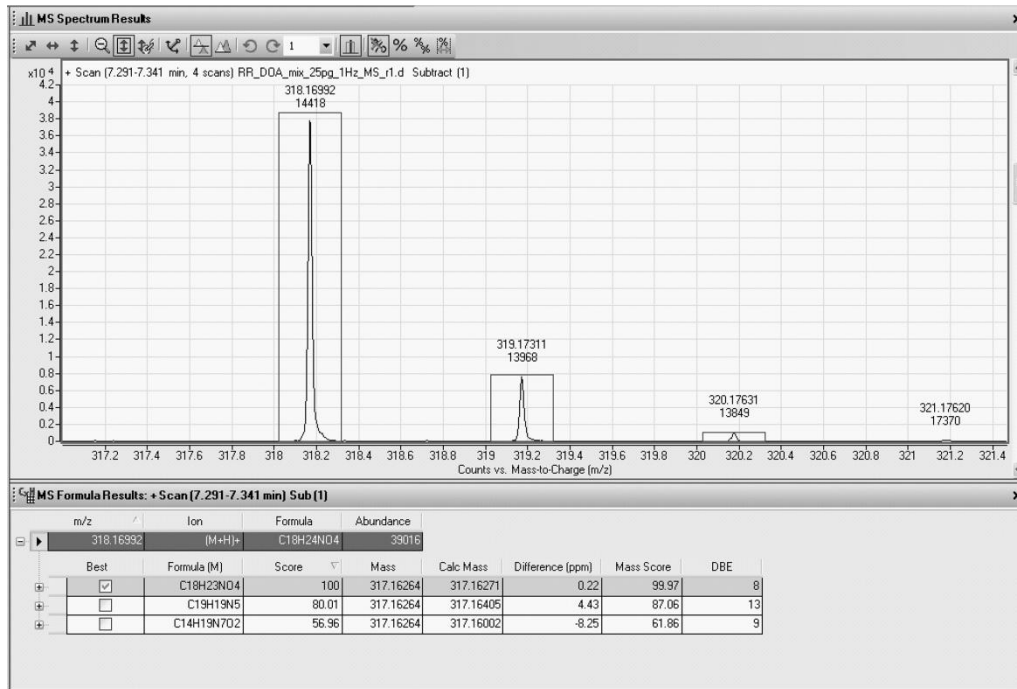 MS Spectrum Results
1
%
x10 4
+ Scan (7.291-7.341 min, 4 scans) RR_DOA_mix_25pg_1Hz_MS_r1.d Subtract (1)
4.2
4
3.8
3.6
3.4
3.2
3
2.8
2.6
2.4
2.2
2
1.8
1.6
1.4
1.2
1
0.8
0.6
0.4
0.2
0
318.16992
14418
319.17311
13968
320.17631
13849
321.17620
17370
317.2 317.4 317.6 317.8 318 318.2 318.4 318.6 318.8 319 319.2 319.4 319.6 319.8 320 320.2 320.4 320.6 320.8 321 321.2 321.4
Counts vs. Mass-to-Charge (m/z)
MS Formula Results: + Scan (7.291-7.341 min) Sub (1)
m/z Ion Formula Abundance
318.16992 (M+H)+ C18H24NO4 39016
Best Formula (M) Score Mass Calc Mass Difference (ppm) Mass Score DBE
C18H23NO4 100 317.16264 317.16271 0.22 99.97 8
C19H19N5 80.01 317.16264 317.16405 4.43 87.06 13
C14H19N7O2 56.96 317.16264 317.16002 -8.25 61.86 9